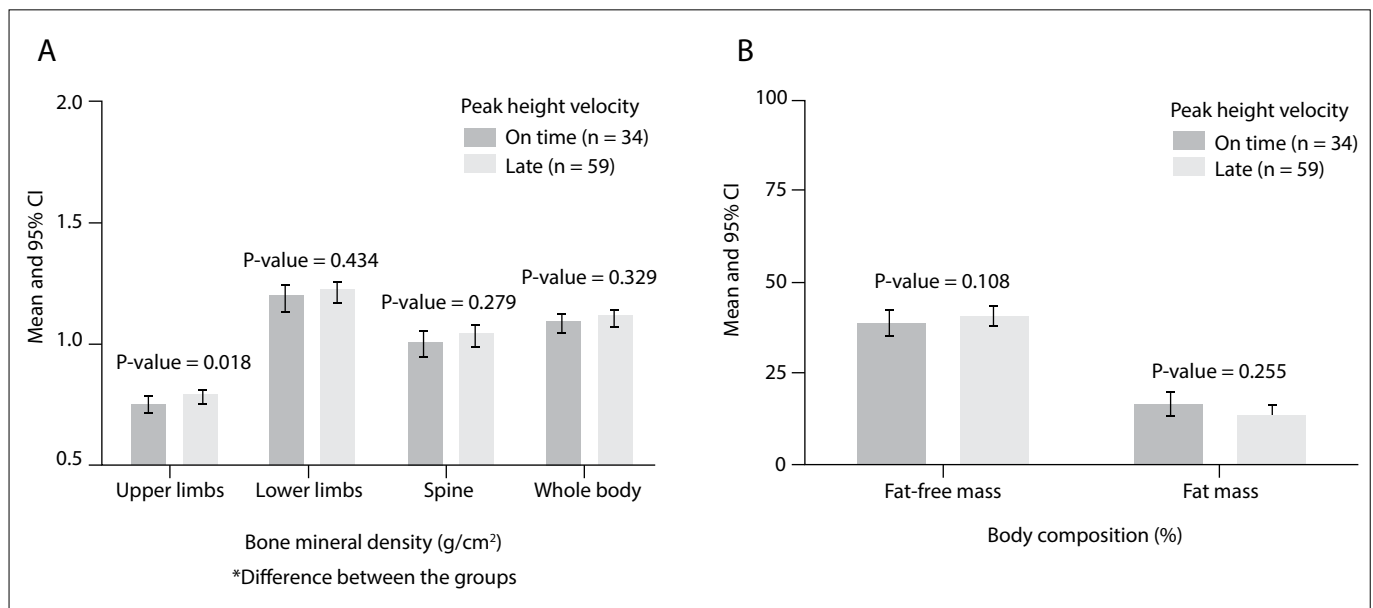 A
Mean and 95% CI
2.0
1.5
1.0
0.5
Peak height velocity
On time (n = 34)
Late (n = 59)
P-value = 0.018
P-value = 0.434
P-value = 0.279
P-value = 0.329
Upper limbs
Lower limbs
Spine
Whole body
Bone mineral density (g/cm²)
*Difference between the groups
B
Mean and 95% CI
100
75
50
25
0
Peak height velocity
On time (n = 34)
Late (n = 59)
P-value = 0.108
P-value = 0.255
Fat-free mass
Fat mass
Body composition (%)